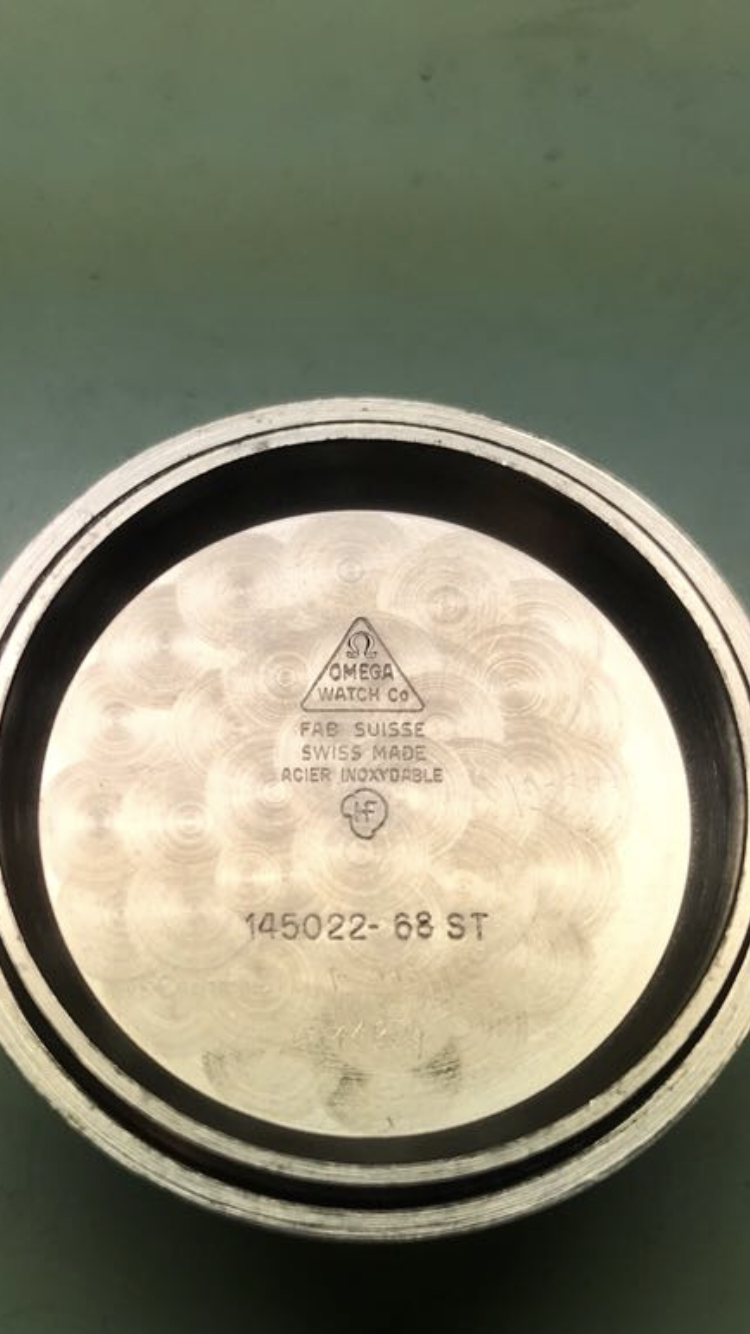 Ω
OMEGA
WATCH Co
FAB SUISSE
SWISS MADE
ACIER INOXYDABLE
HF
145022- 68 ST